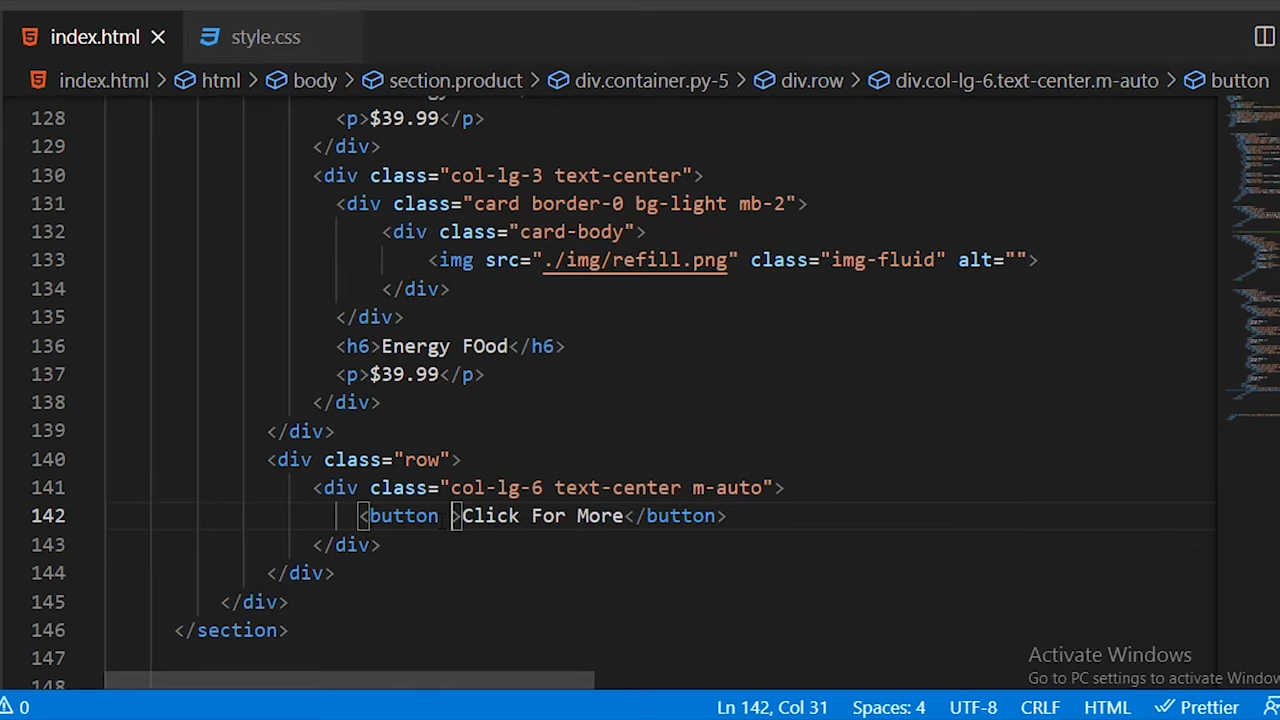 index.html
style.css
index.html > html > body > section.product > div.container.py-5 > div.row > div.col-lg-6.text-center.m-auto > button
128 <p>$39.99</p>
129 </div>
130 <div class="col-lg-3 text-center">
131 <div class="card border-0 bg-light mb-2">
132 <div class="card-body">
133 <img src="./img/refill.png" class="img-fluid" alt="">
134 </div>
135 </div>
136 <h6>Energy FOod</h6>
137 <p>$39.99</p>
138 </div>
139 </div>
140 <div class="row">
141 <div class="col-lg-6 text-center m-auto">
142 <button >Click For More</button>
143 </div>
144 </div>
145 </div>
146 </section>
147
148
Activate Windows
Go to PC settings to activate Window
0 Ln 142, Col 31 Spaces: 4 UTF-8 CRLF HTML Prettier